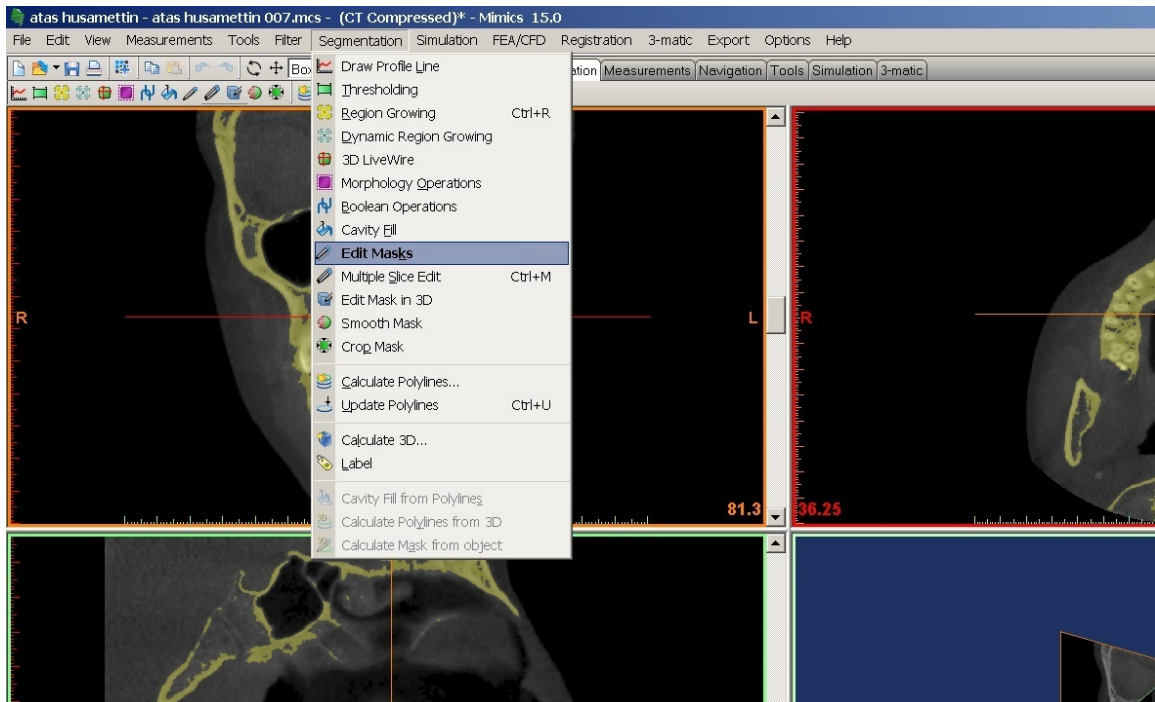 atas husamettin - atas husamettin 007.mcs - (CT Compressed)* - Mimics 15.0
File Edit View Measurements Tools Filter Segmentation Simulation FEA/CFD Registration 3-matic Export Options Help
Measurements Navigation Tools Simulation 3-matic
Draw Profile Line
Thresholding
Region Growing Ctrl+R
Dynamic Region Growing
3D LiveWire
Morphology Operations
Boolean Operations
Cavity Fill
Edit Masks
Multiple Slice Edit Ctrl+M
Edit Mask in 3D
Smooth Mask
Crop Mask
Calculate Polylines...
Update Polylines Ctrl+U
Calculate 3D...
Label
Cavity Fill from Polylines
Calculate Polylines from 3D
Calculate Mask from object
R
L
R
81.3
36.25